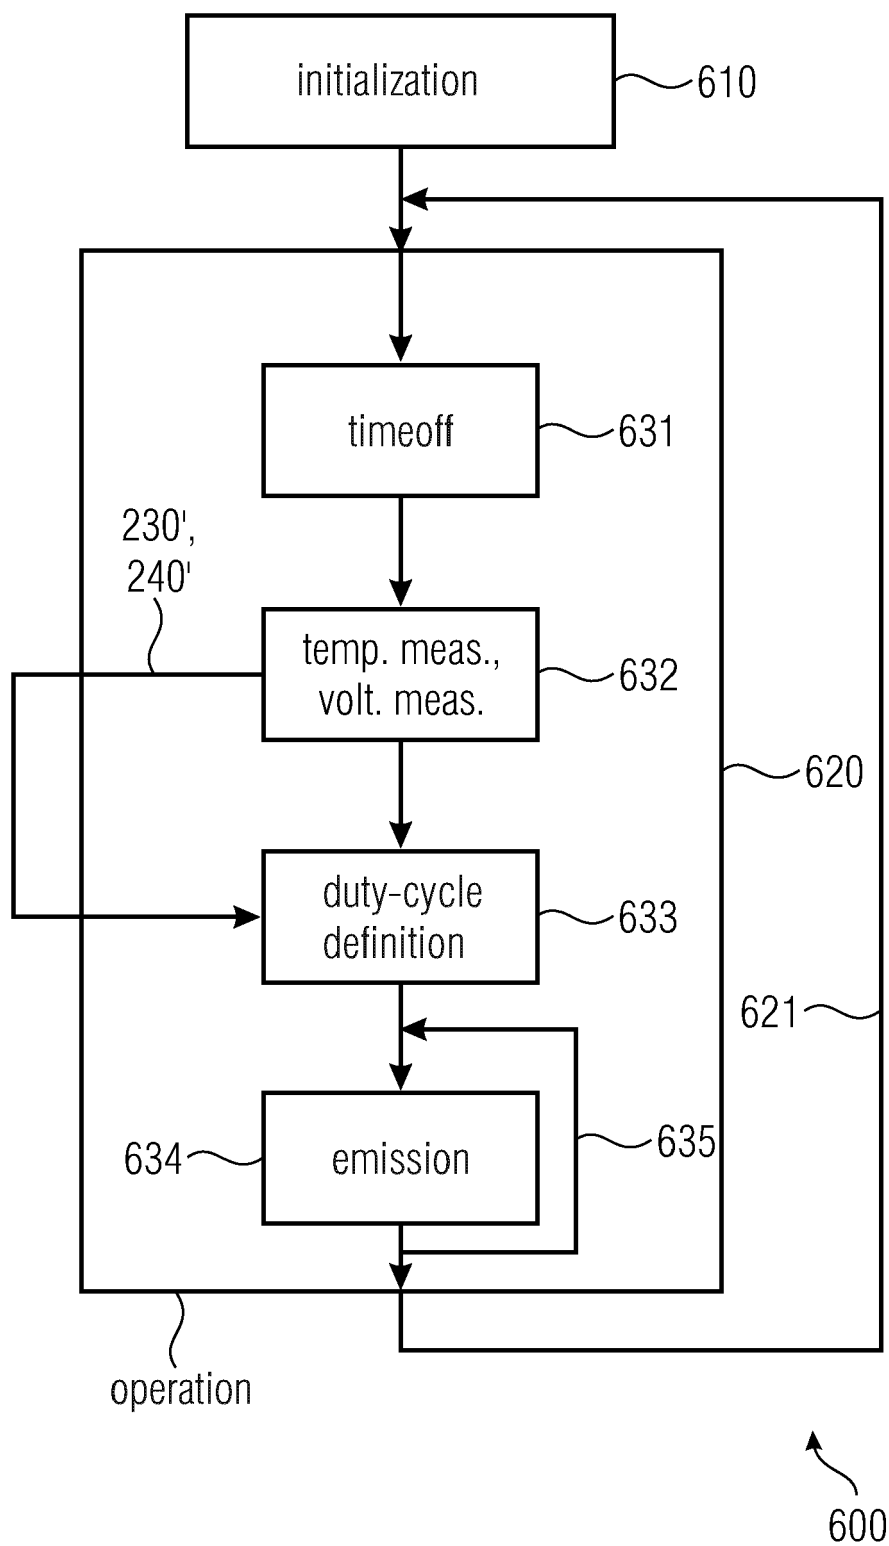 initialization
610
timeoff
631
230',
240'
temp. meas.,
volt. meas.
632
620
duty-cycle
definition
633
621
634
emission
635
operation
600